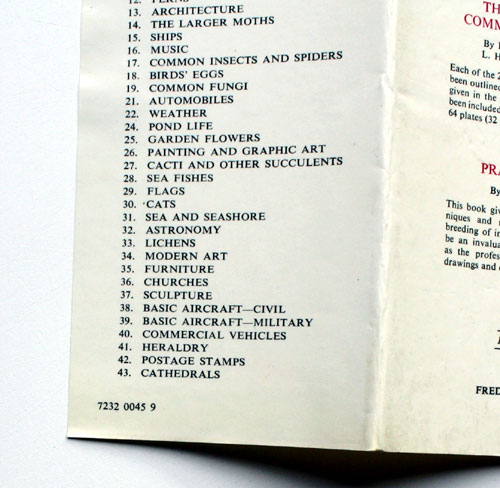 12. FERNS
13. ARCHITECTURE
14. THE LARGER MOTHS
15. SHIPS
16. MUSIC
17. COMMON INSECTS AND SPIDERS
18. BIRDS' EGGS
19. COMMON FUNGI
21. AUTOMOBILES
22. WEATHER
24. POND LIFE
25. GARDEN FLOWERS
26. PAINTING AND GRAPHIC ART
27. CACTI AND OTHER SUCCULENTS
28. SEA FISHES
29. FLAGS
30. CATS
31. SEA AND SEASHORE
32. ASTRONOMY
33. LICHENS
34. MODERN ART
35. FURNITURE
36. CHURCHES
37. SCULPTURE
38. BASIC AIRCRAFT—CIVIL
39. BASIC AIRCRAFT—MILITARY
40. COMMERCIAL VEHICLES
41. HERALDRY
42. POSTAGE STAMPS
43. CATHEDRALS
7232 0045 9
TH
COMM
By
L. H
Each of the 2
been outlined
given in the
been included
64 plates (32
PRA
By
This book giv
niques and
breeding of in
be an invalua
as the profes
drawings and
FRED